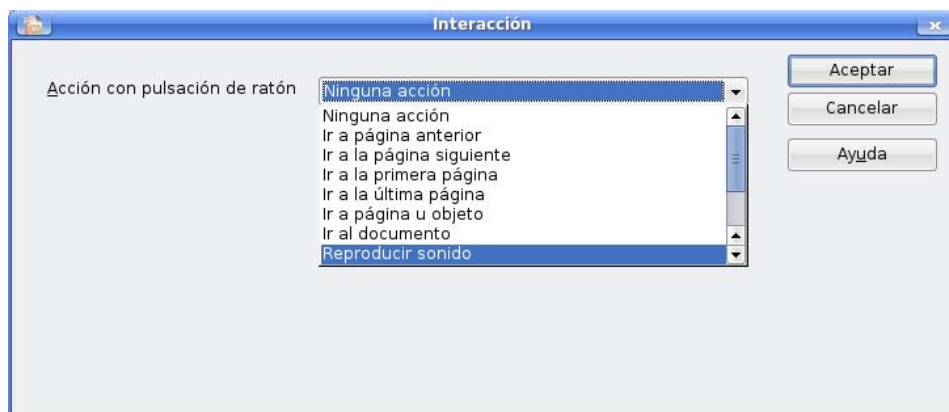 Interacción
Acción con pulsación de ratón
Ninguna acción
Ninguna acción
Ir a página anterior
Ir a la página siguiente
Ir a la primera página
Ir a la última página
Ir a página u objeto
Ir al documento
Reproducir sonido
Aceptar
Cancelar
Ayuda